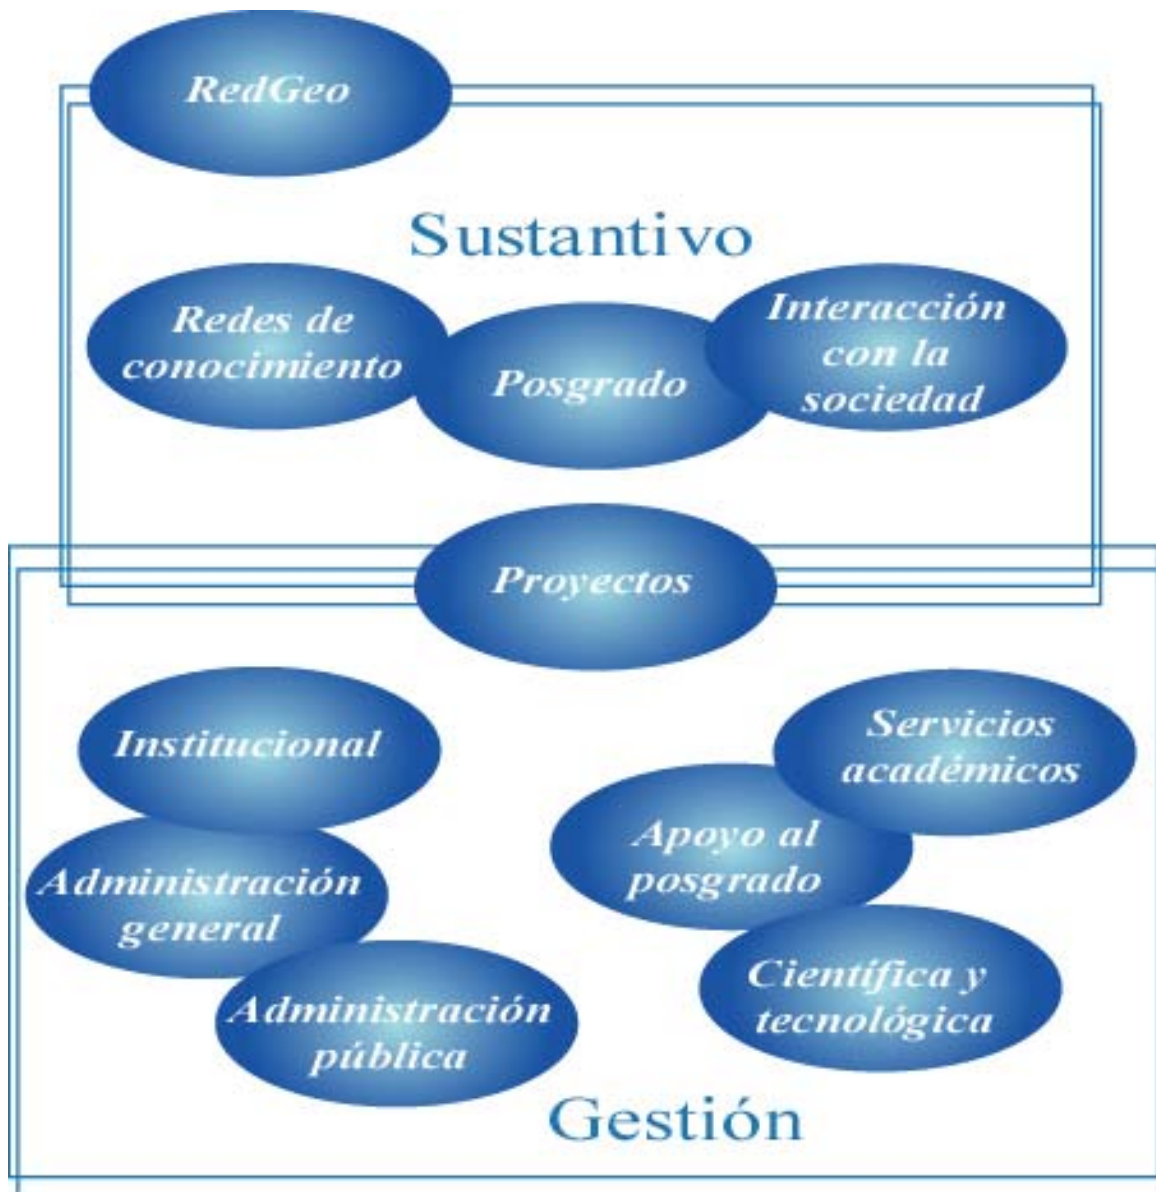 RedGeo
Sustantivo
Redes de
conocimiento
Posgrado
Interacción
con la
sociedad
Proyectos
Institucional
Administración
general
Administración
pública
Servicios
académicos
Apoyo al
posgrado
Científica y
tecnológica
Gestión